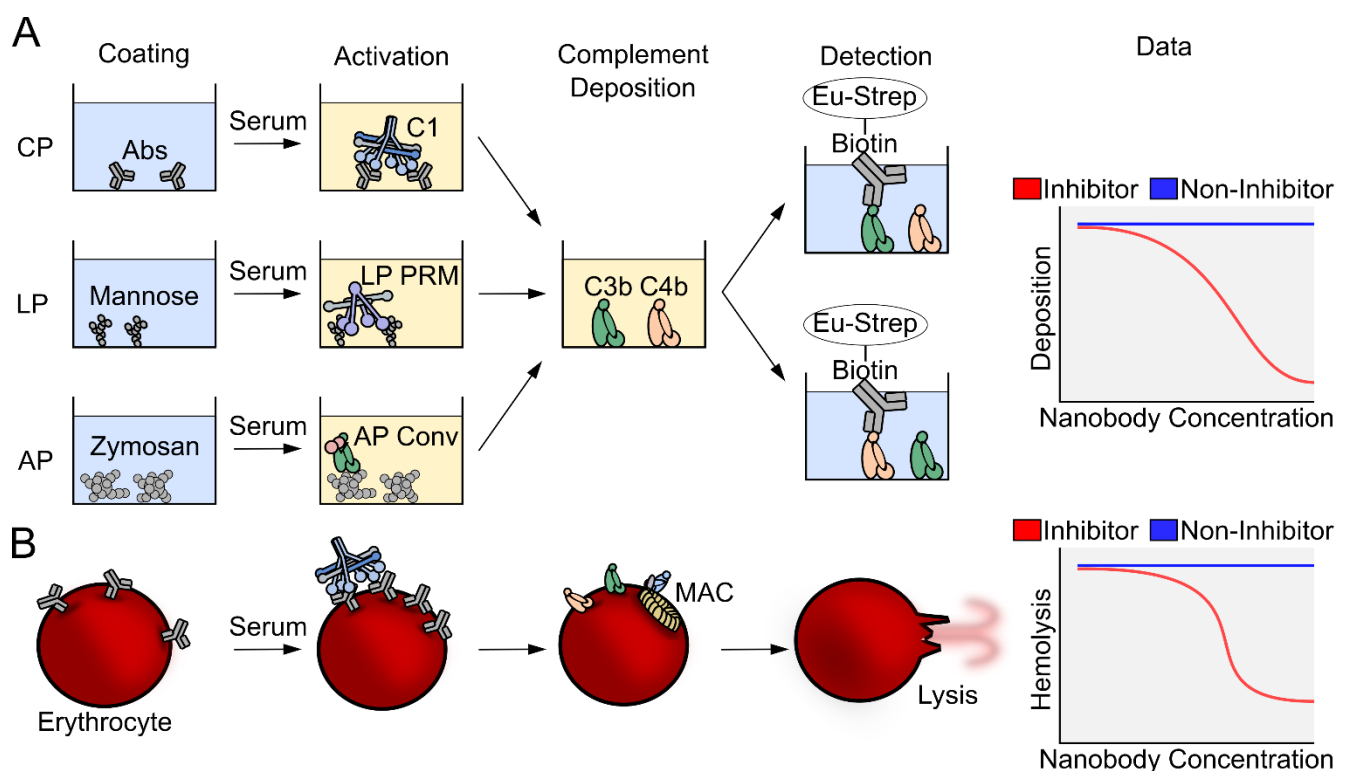 A
Coating
Activation
Complement
Deposition
Detection
Data
CP
Abs
Serum
C1
LP
Mannose
Serum
LP PRM
AP
Zymosan
Serum
AP Conv
C3b C4b
Eu-Strep
Biotin
Eu-Strep
Biotin
Inhibitor Non-Inhibitor
Deposition
Nanobody Concentration
B
Erythrocyte
Serum
MAC
Lysis
Inhibitor Non-Inhibitor
Hemolysis
Nanobody Concentration